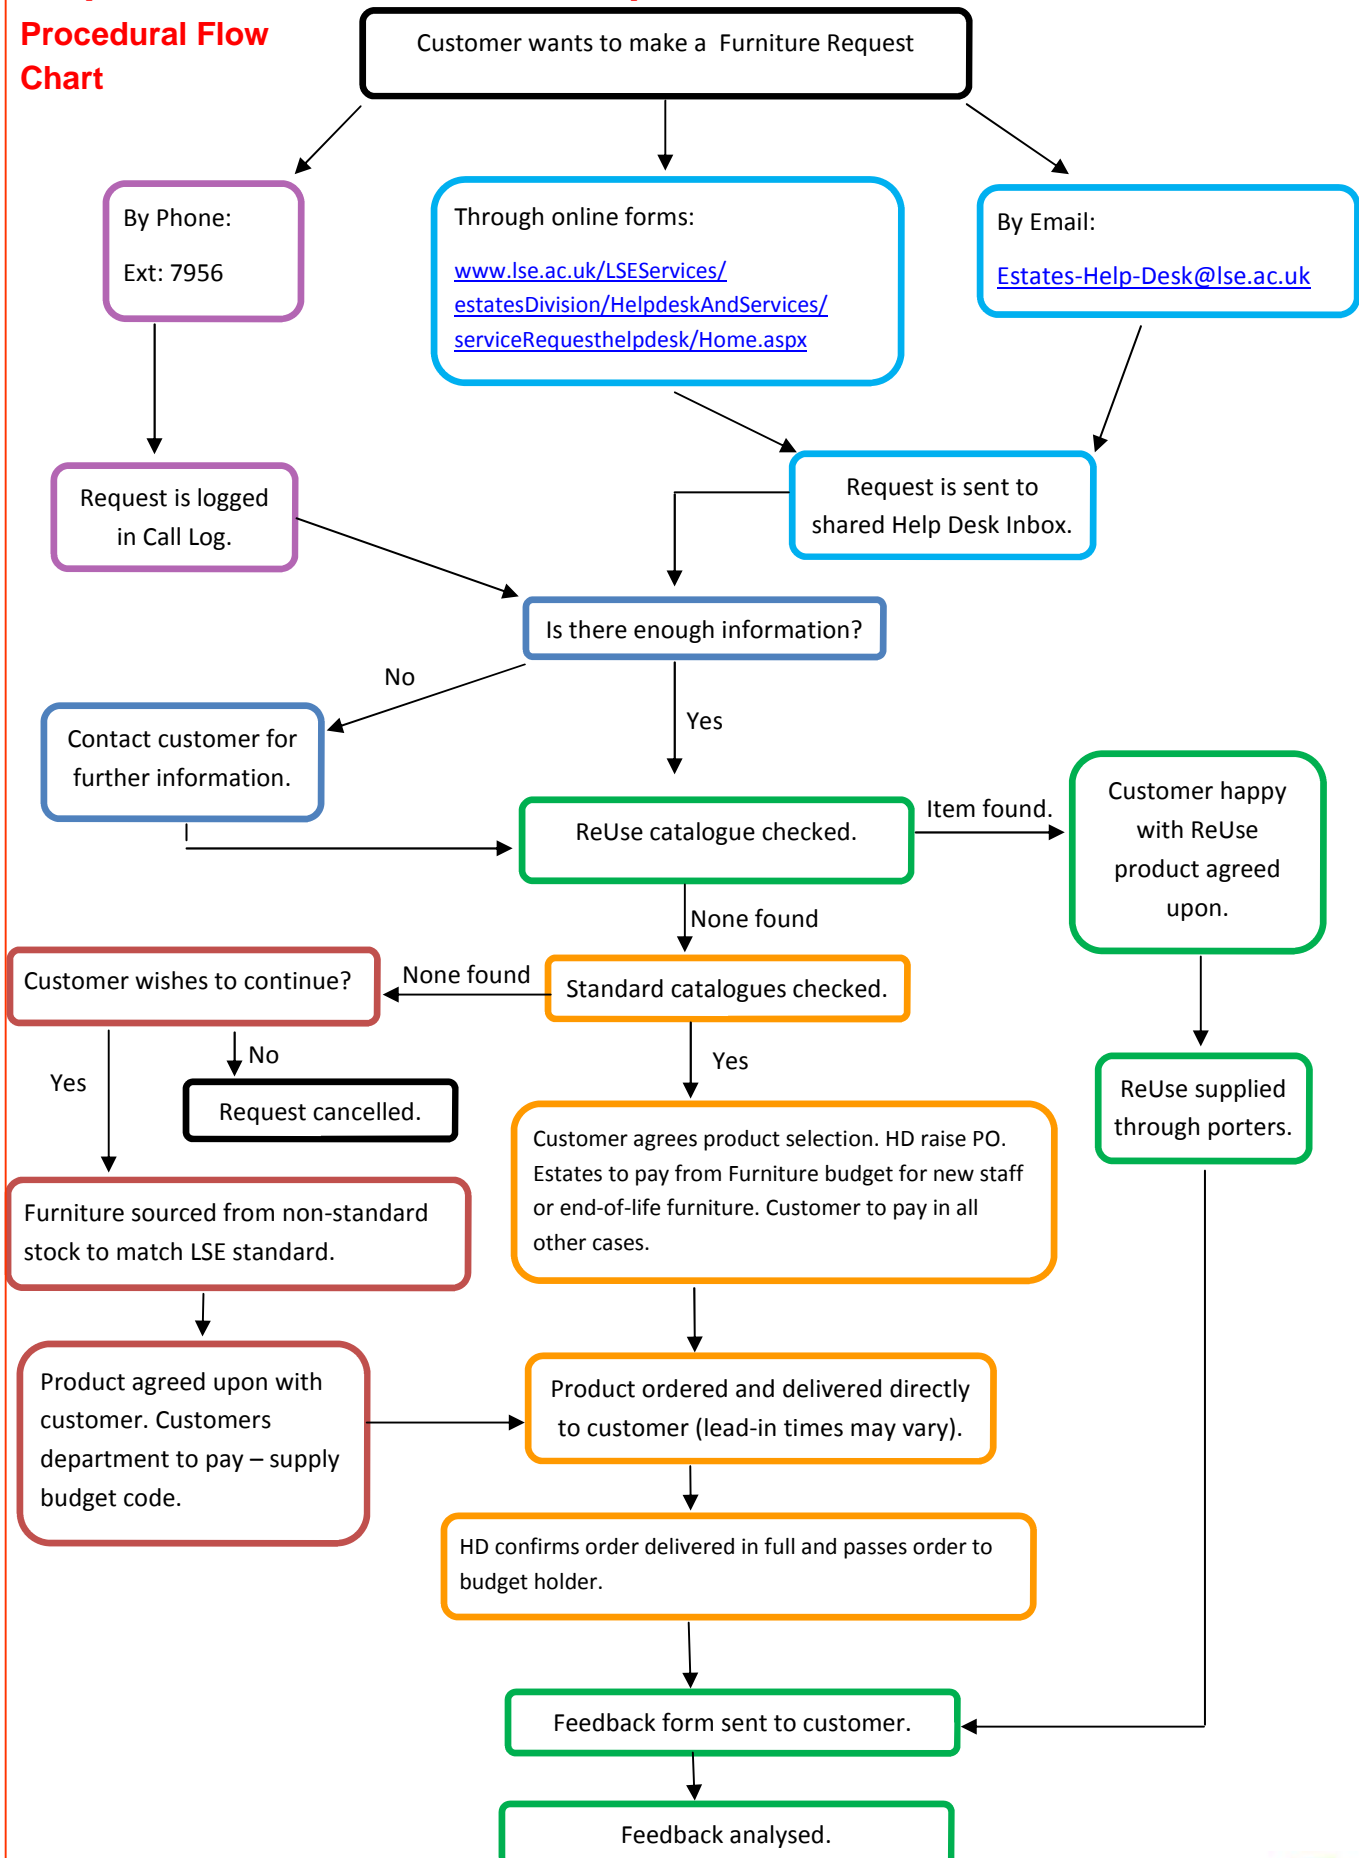 Procedural Flow
Chart
Customer wants to make a  Furniture Request
By Phone:
Ext: 7956
Through online forms:
www.lse.ac.uk/LSEServices/
estatesDivision/HelpdeskAndServices/
serviceRequesthelpdesk/Home.aspx
By Email:
Estates-Help-Desk@lse.ac.uk
Request is logged
in Call Log.
Request is sent to
shared Help Desk Inbox.
Is there enough information?
No
Yes
Contact customer for
further information.
ReUse catalogue checked.
Item found.
Customer happy
with ReUse
product agreed
upon.
None found
Customer wishes to continue?
None found
Standard catalogues checked.
No
Yes
Yes
Request cancelled.
ReUse supplied
through porters.
Customer agrees product selection. HD raise PO.
Estates to pay from Furniture budget for new staff
or end-of-life furniture. Customer to pay in all
other cases.
Furniture sourced from non-standard
stock to match LSE standard.
Product agreed upon with
customer. Customers
department to pay – supply
budget code.
Product ordered and delivered directly
to customer (lead-in times may vary).
HD confirms order delivered in full and passes order to
budget holder.
Feedback form sent to customer.
Feedback analysed.